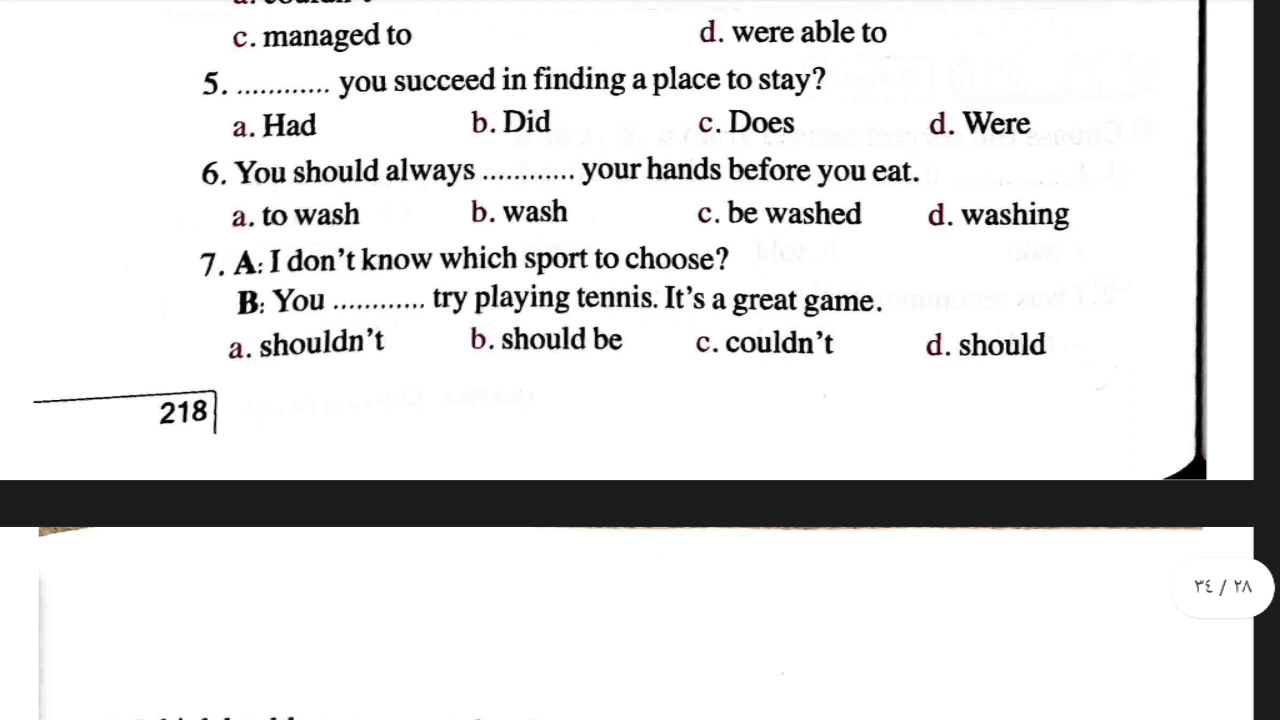 c. managed to d. were able to
5. ............ you succeed in finding a place to stay?
a. Had b. Did c. Does d. Were
6. You should always ............ your hands before you eat.
a. to wash b. wash c. be washed d. washing
7. A: I don't know which sport to choose?
B: You ............ try playing tennis. It's a great game.
a. shouldn't b. should be c. couldn't d. should
218
٣٤ / ٢٨